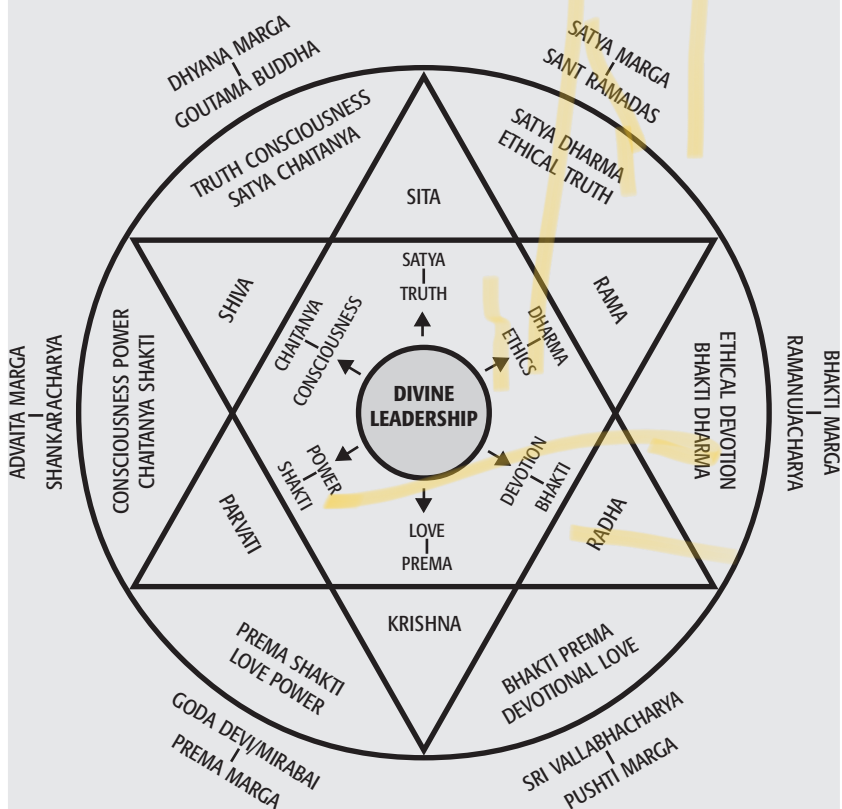 DHYANA MARGA
GOUTAMA BUDDHA
SATYA MARGA
SANT RAMADAS
TRUTH CONSCIOUSNESS
SATYA CHAITANYA
SATYA DHARMA
ETHICAL TRUTH
SITA
SHIVA
RAMA
SATYA
TRUTH
CHAITANYA
CONSCIOUSNESS
DHARMA
ETHICS
DIVINE
LEADERSHIP
ADVAITA MARGA
SHANKARACHARYA
CONSCIOUSNESS POWER
CHAITANYA SHAKTI
ETHICAL DEVOTION
BHAKTI DHARMA
BHAKTI MARGA
RAMANUJACHARYA
POWER
SHAKTI
DEVOTION
BHAKTI
LOVE
PREMA
PARVATI
RADHA
KRISHNA
PREMA SHAKTI
LOVE POWER
BHAKTI PREMA
DEVOTIONAL LOVE
GODA DEVI/MIRABAI
PREMA MARGA
SRI VALLABHACHARYA
PUSHTI MARGA